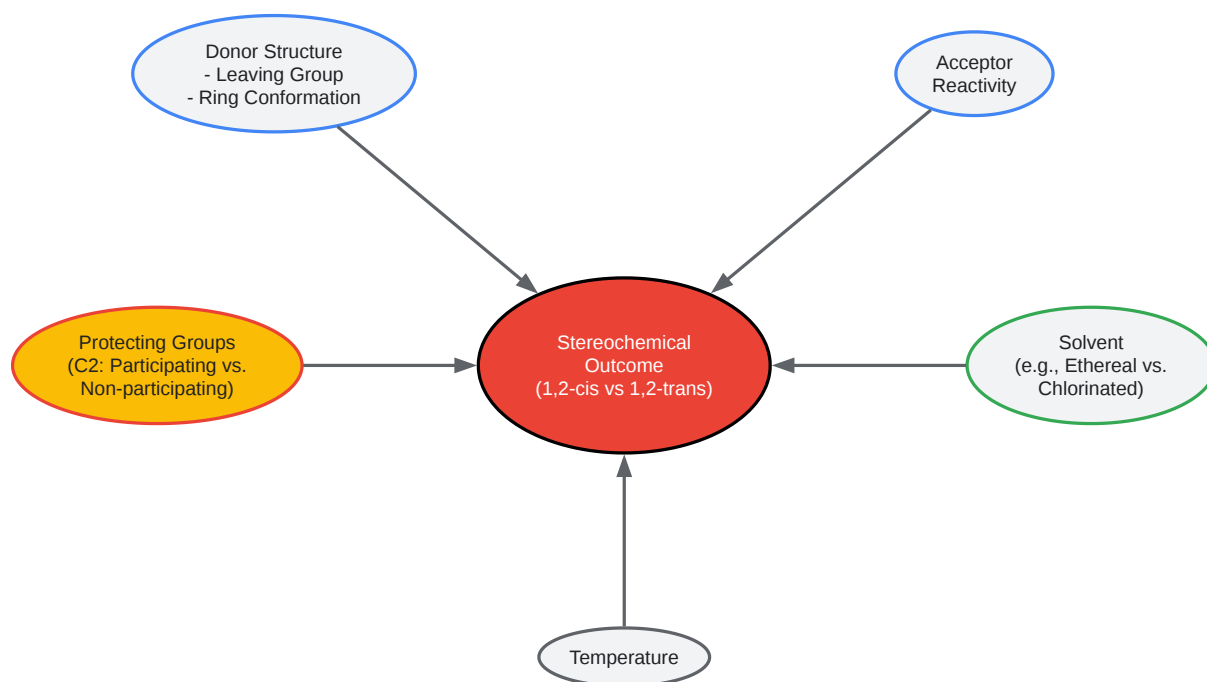 Donor Structure
- Leaving Group
- Ring Conformation
Acceptor
Reactivity
Protecting Groups
(C2: Participating vs.
Non-participating)
Stereochemical
Outcome
(1,2-cis vs 1,2-trans)
Solvent
(e.g., Ethereal vs.
Chlorinated)
Temperature